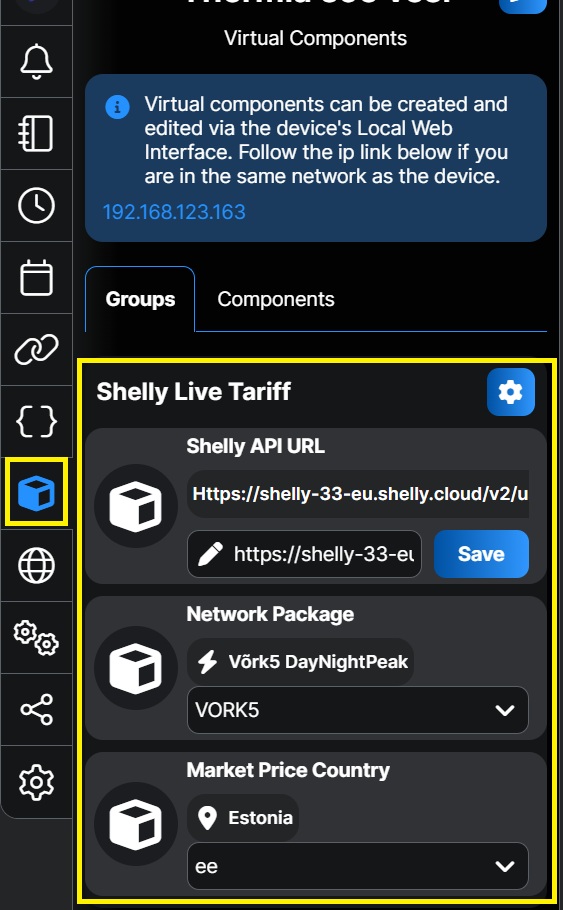 Virtual Components
Virtual components can be created and
edited via the device's Local Web
Interface. Follow the ip link below if you
are in the same network as the device.
192.168.123.163
Groups
Components
Shelly Live Tariff
Shelly API URL
Https://shelly-33-eu.shelly.cloud/v2/u
https://shelly-33-eu
Save
Network Package
Võrk5 DayNightPeak
VORK5
Market Price Country
Estonia
ee